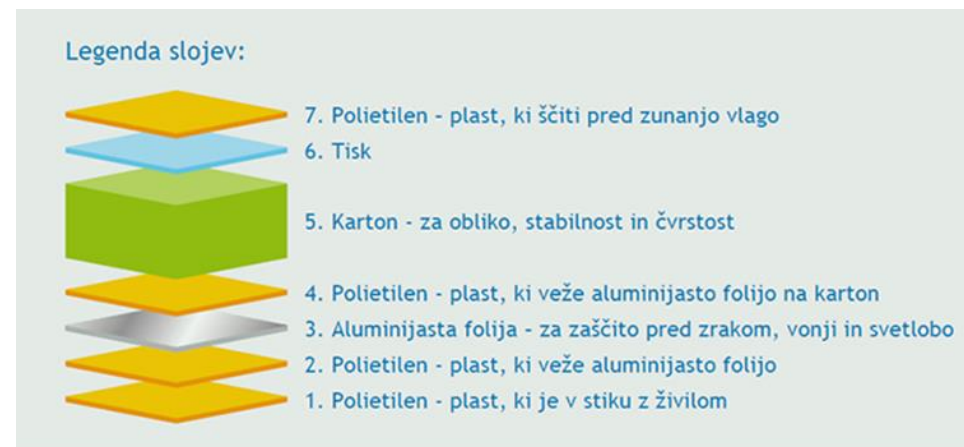 Legenda slojev:
7. Polietilen - plast, ki ščiti pred zunanjo vlago
6. Tisk
5. Karton - za obliko, stabilnost in čvrstost
4. Polietilen - plast, ki veže aluminijasto folijo na karton
3. Aluminijasta folija - za zaščito pred zrakom, vonji in svetlobo
2. Polietilen - plast, ki veže aluminijasto folijo
1. Polietilen - plast, ki je v stiku z živilom